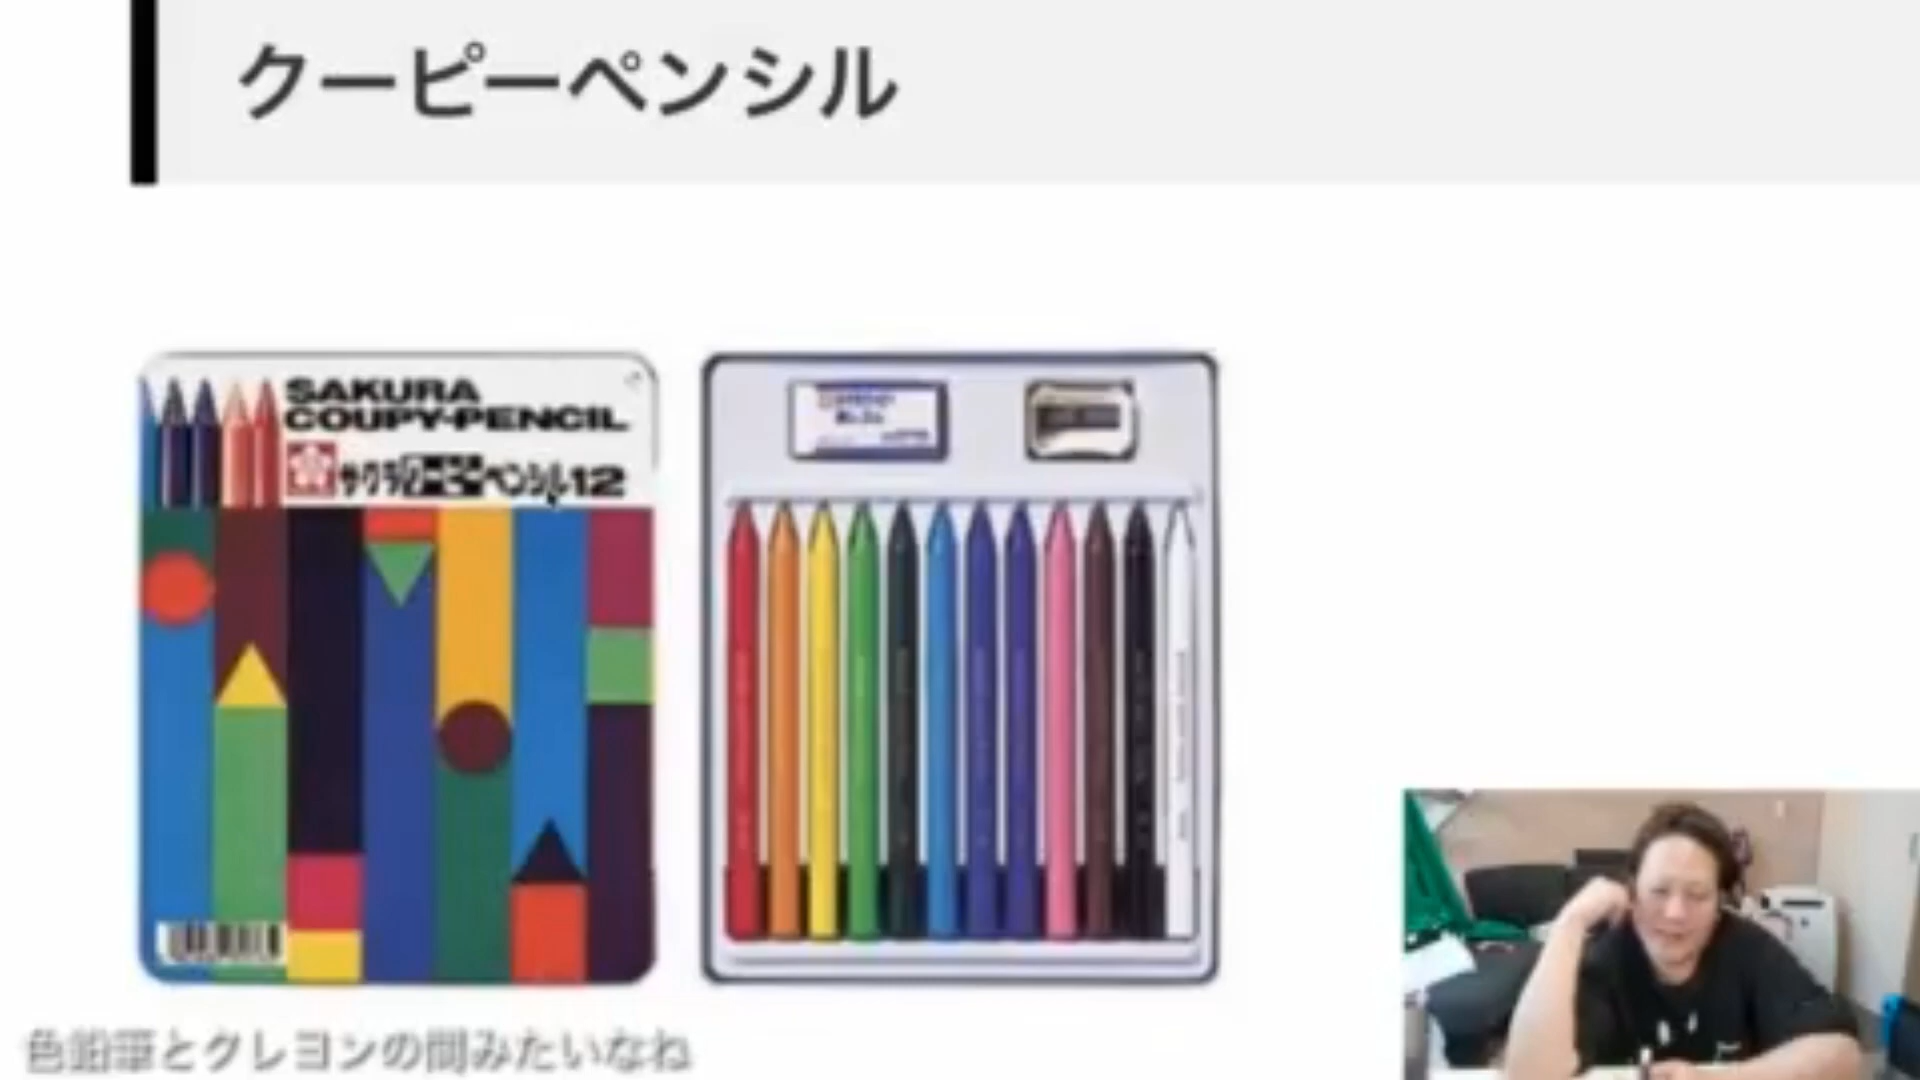 クーピーペンシル
SAKURA
COUPY-PENCIL
サクラクーピーペンシル12
色鉛筆とクレヨンの間みたいなね